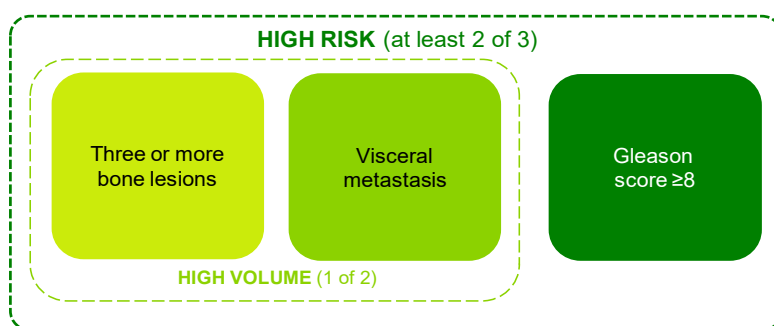 HIGH RISK (at least 2 of 3)
Three or more
bone lesions
Visceral
metastasis
Gleason
score ≥8
HIGH VOLUME (1 of 2)